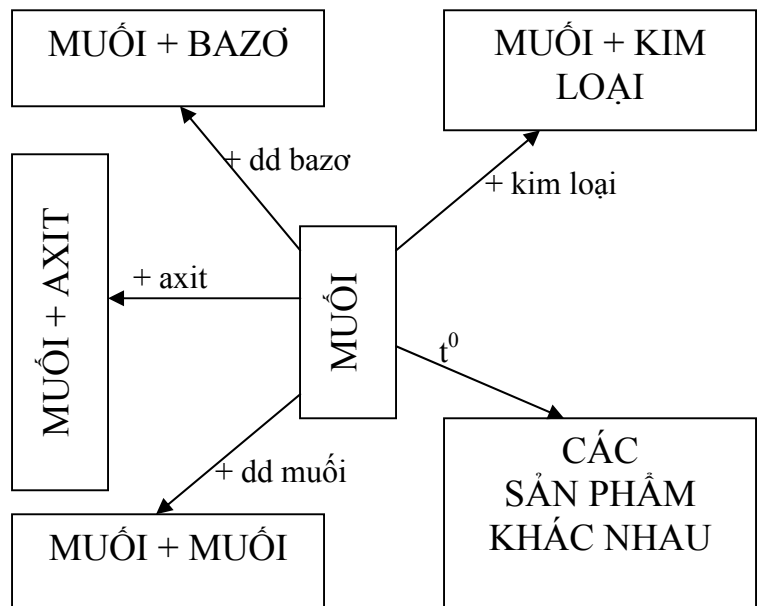 MUỐI + BAZƠ
MUỐI + KIM
LOẠI
+ dd bazơ
+ kim loại
MUỐI + AXIT
+ axit
MUỐI
t⁰
+ dd muối
CÁC
SẢN PHẨM
KHÁC NHAU
MUỐI + MUỐI